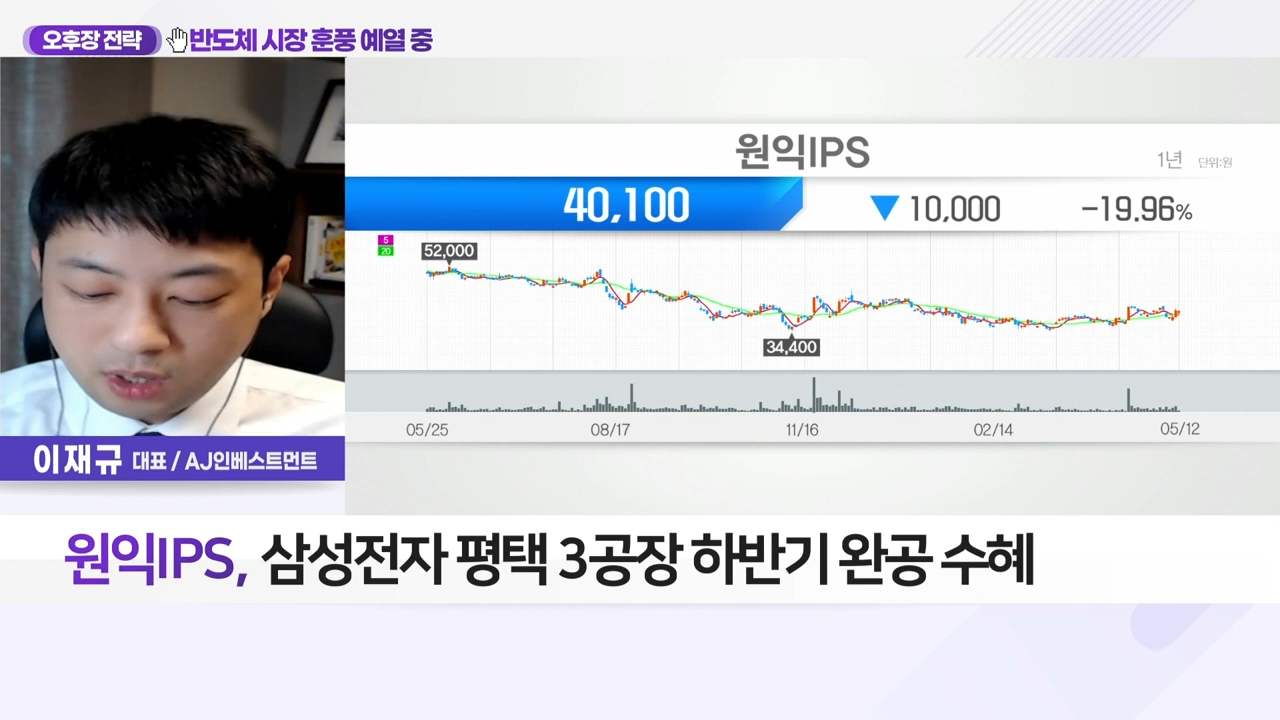 오후장 전략 반도체 시장 훈풍 예열 중
원익IPS
1년 단위:원
40,100 ▼ 10,000 -19.96%
5
20
52,000
34,400
05/25 08/17 11/16 02/14 05/12
이재규 대표 / AJ인베스트먼트
원익IPS, 삼성전자 평택 3공장 하반기 완공 수혜